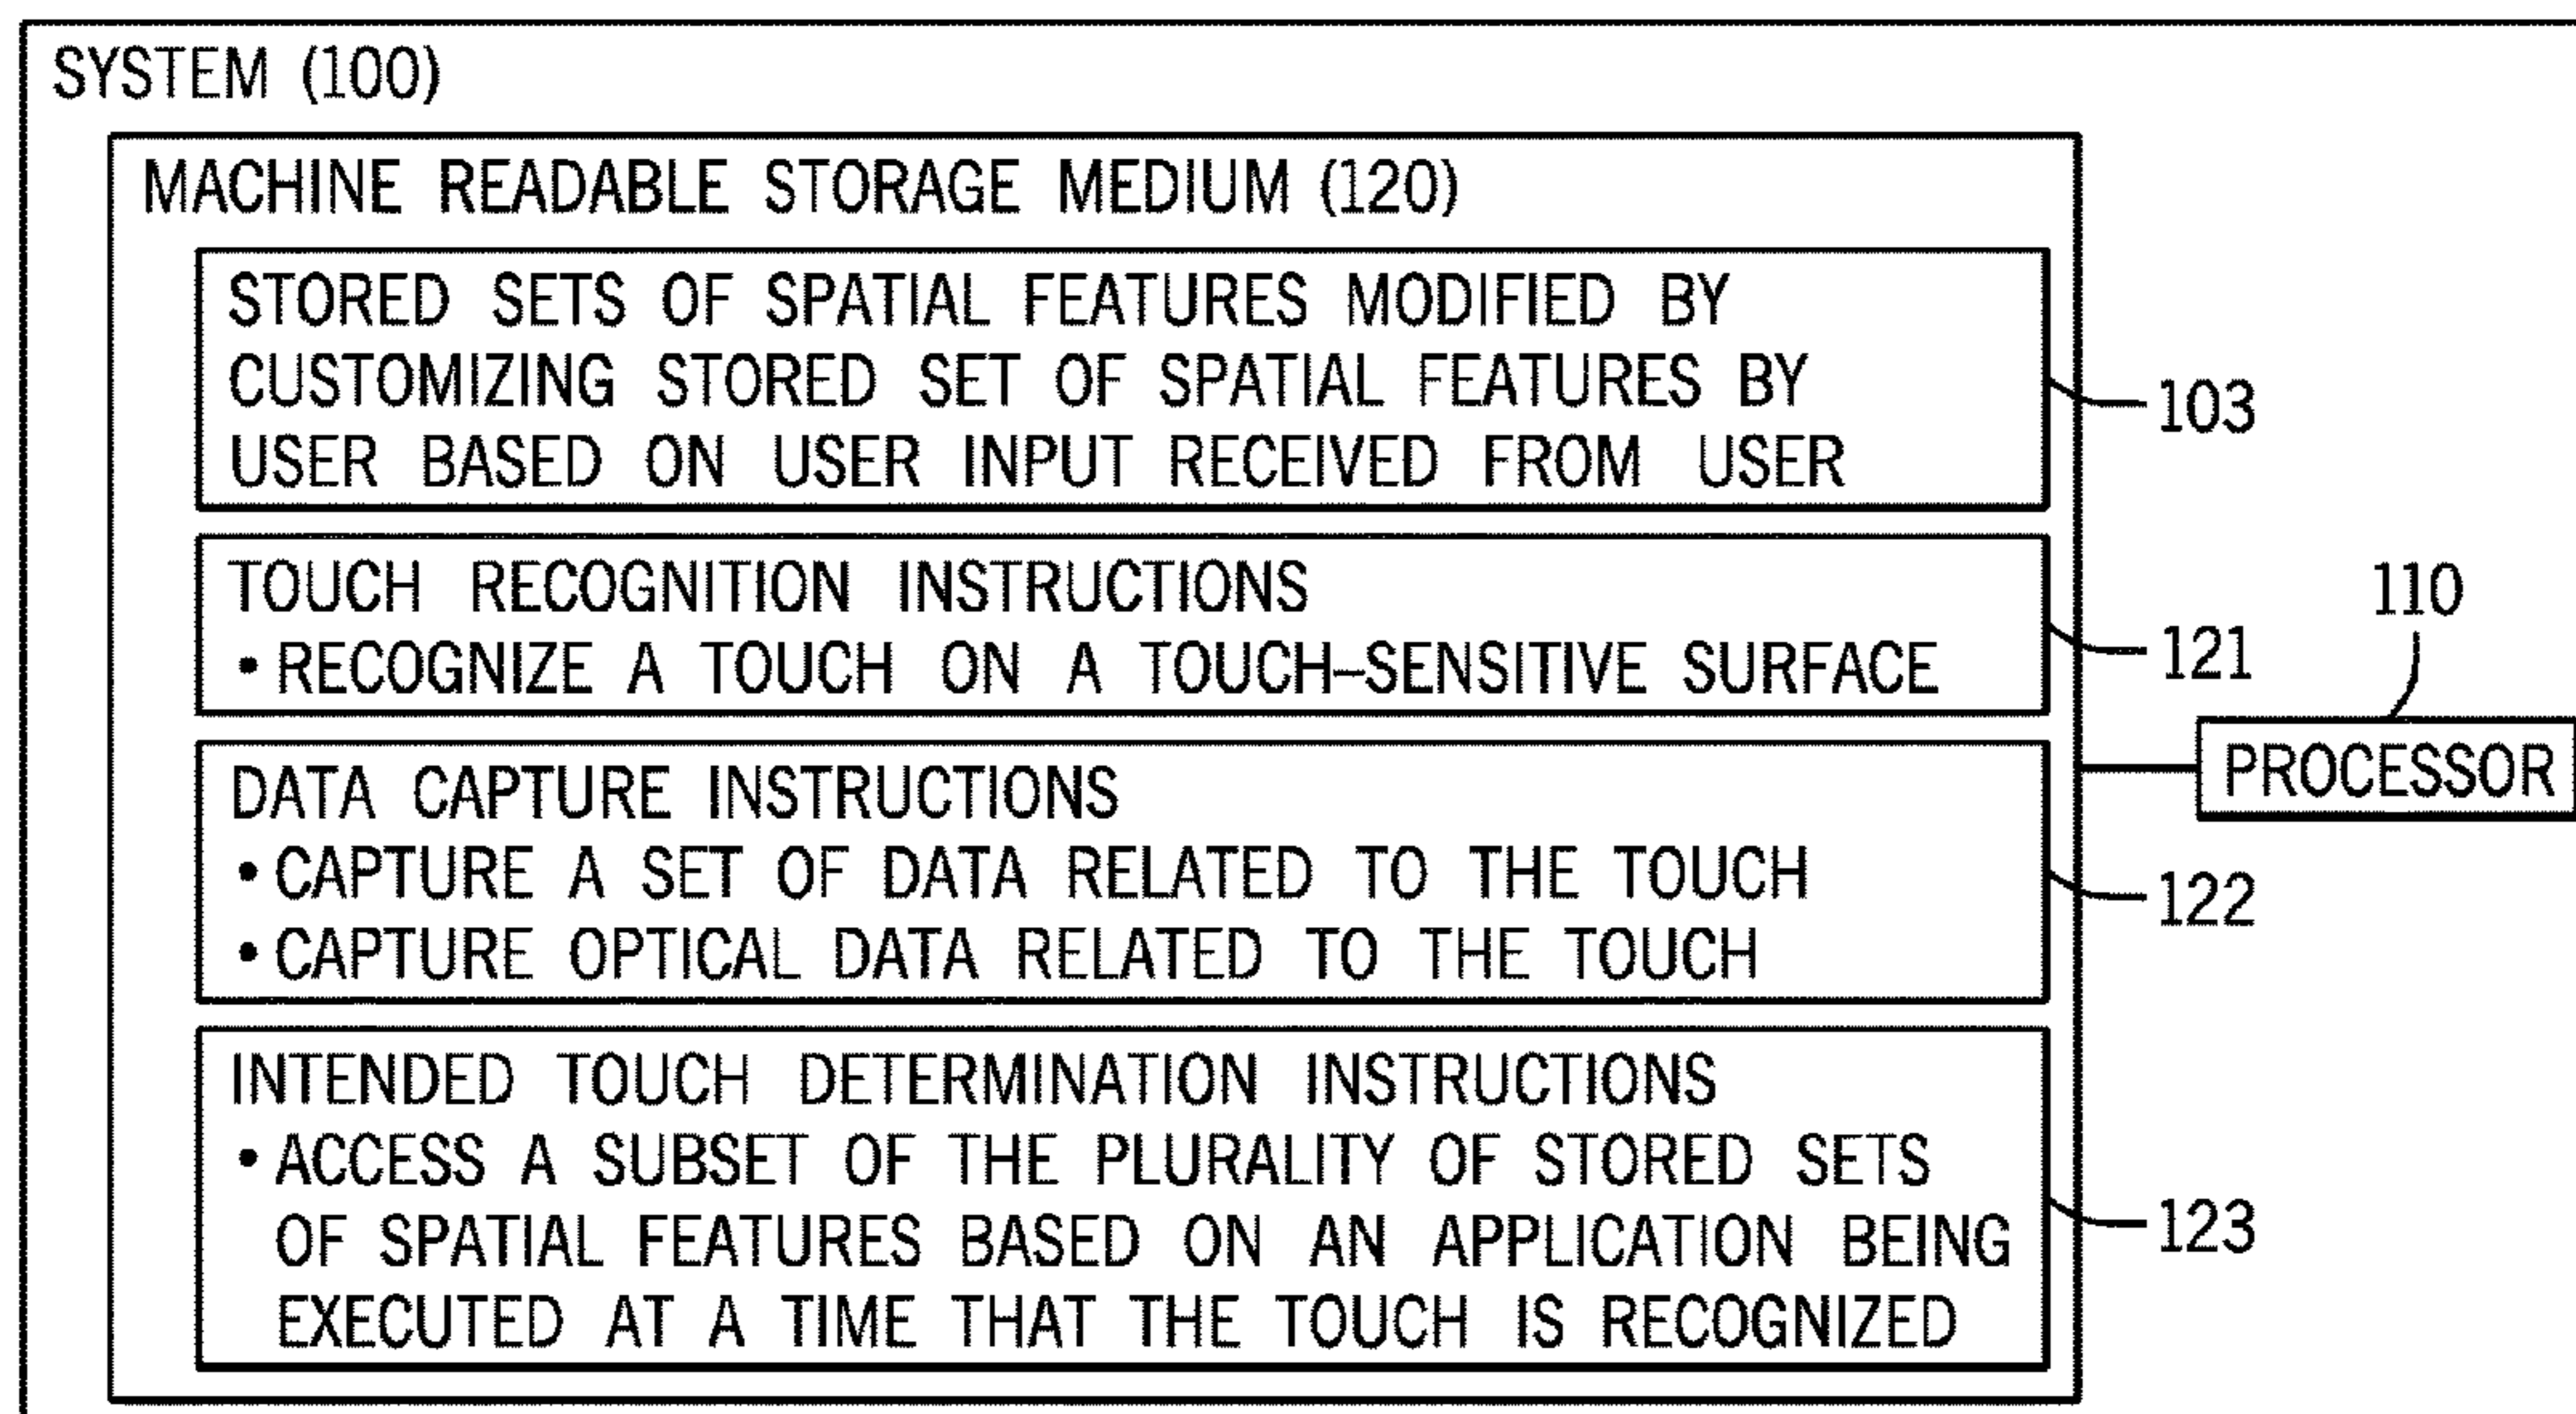 SYSTEM (100)
MACHINE READABLE STORAGE MEDIUM (120)
STORED SETS OF SPATIAL FEATURES MODIFIED BY
CUSTOMIZING STORED SET OF SPATIAL FEATURES BY
USER BASED ON USER INPUT RECEIVED FROM USER
103
TOUCH RECOGNITION INSTRUCTIONS
• RECOGNIZE A TOUCH ON A TOUCH–SENSITIVE SURFACE
121
110
PROCESSOR
DATA CAPTURE INSTRUCTIONS
• CAPTURE A SET OF DATA RELATED TO THE TOUCH
• CAPTURE OPTICAL DATA RELATED TO THE TOUCH
122
INTENDED TOUCH DETERMINATION INSTRUCTIONS
• ACCESS A SUBSET OF THE PLURALITY OF STORED SETS
OF SPATIAL FEATURES BASED ON AN APPLICATION BEING
EXECUTED AT A TIME THAT THE TOUCH IS RECOGNIZED
123